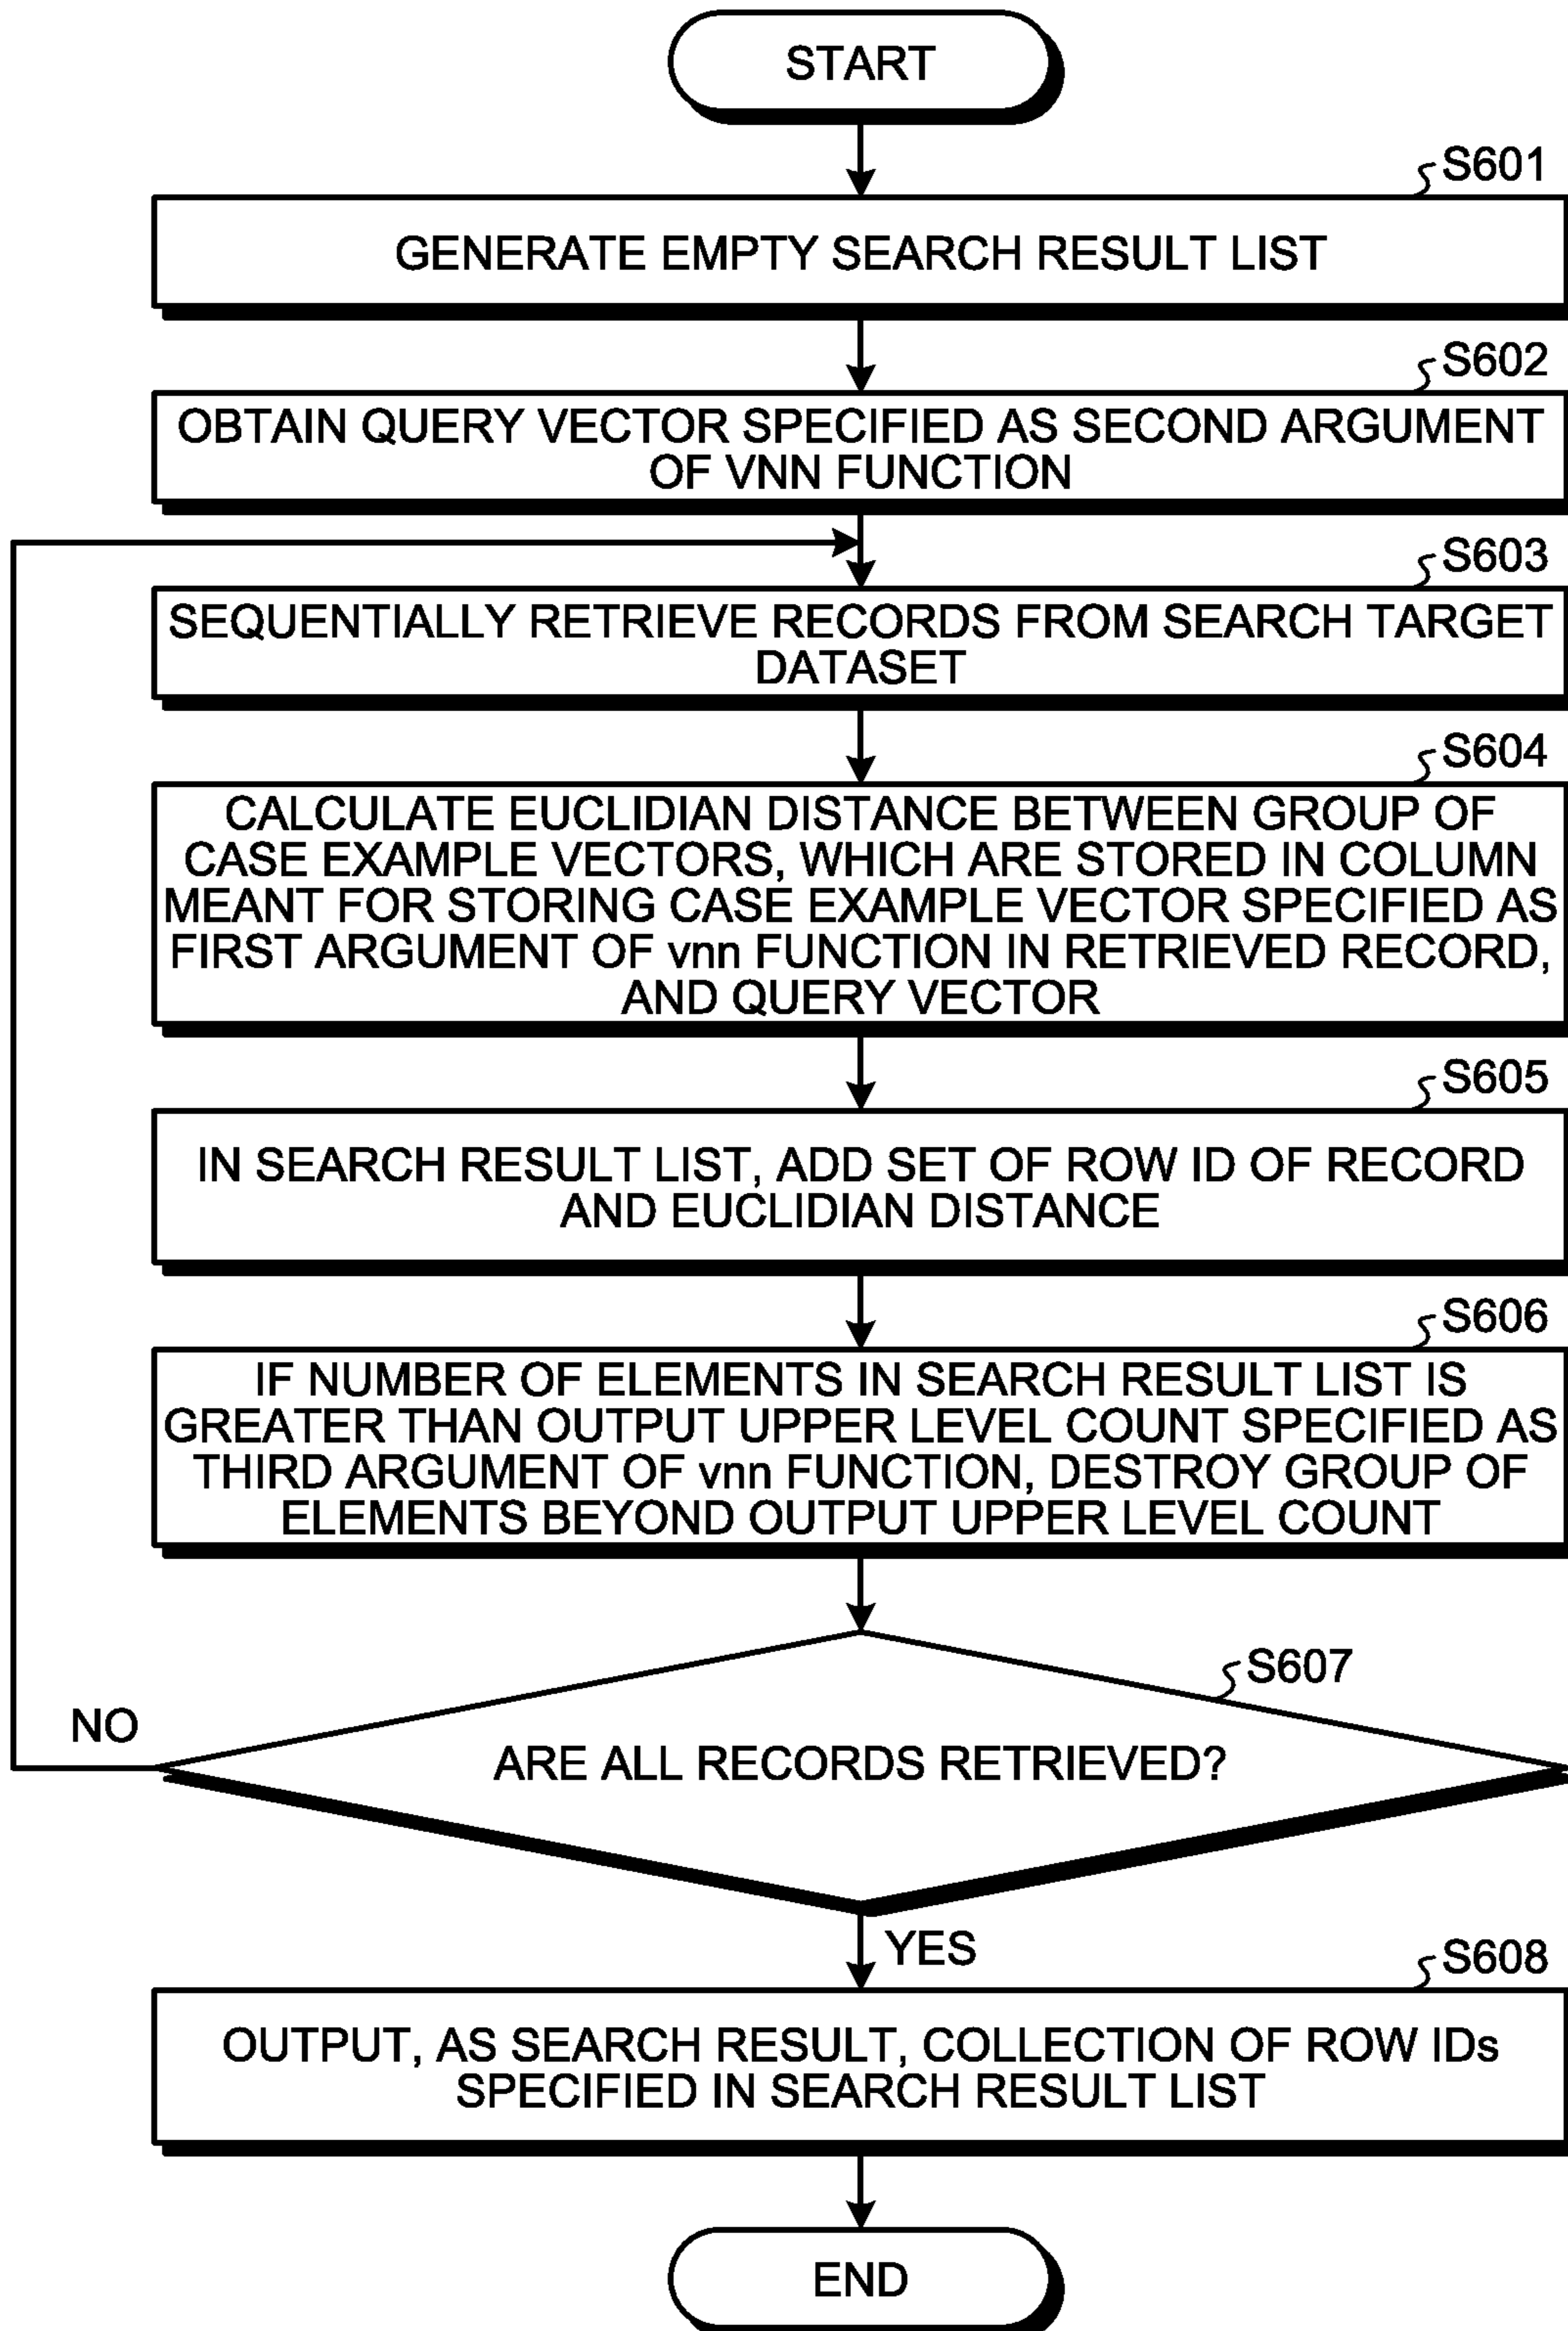 START
S601
GENERATE EMPTY SEARCH RESULT LIST
S602
OBTAIN QUERY VECTOR SPECIFIED AS SECOND ARGUMENT
OF VNN FUNCTION
S603
SEQUENTIALLY RETRIEVE RECORDS FROM SEARCH TARGET
DATASET
S604
CALCULATE EUCLIDIAN DISTANCE BETWEEN GROUP OF
CASE EXAMPLE VECTORS, WHICH ARE STORED IN COLUMN
MEANT FOR STORING CASE EXAMPLE VECTOR SPECIFIED AS
FIRST ARGUMENT OF vnn FUNCTION IN RETRIEVED RECORD,
AND QUERY VECTOR
S605
IN SEARCH RESULT LIST, ADD SET OF ROW ID OF RECORD
AND EUCLIDIAN DISTANCE
S606
IF NUMBER OF ELEMENTS IN SEARCH RESULT LIST IS
GREATER THAN OUTPUT UPPER LEVEL COUNT SPECIFIED AS
THIRD ARGUMENT OF vnn FUNCTION, DESTROY GROUP OF
ELEMENTS BEYOND OUTPUT UPPER LEVEL COUNT
S607
NO
ARE ALL RECORDS RETRIEVED?
YES
S608
OUTPUT, AS SEARCH RESULT, COLLECTION OF ROW IDs
SPECIFIED IN SEARCH RESULT LIST
END